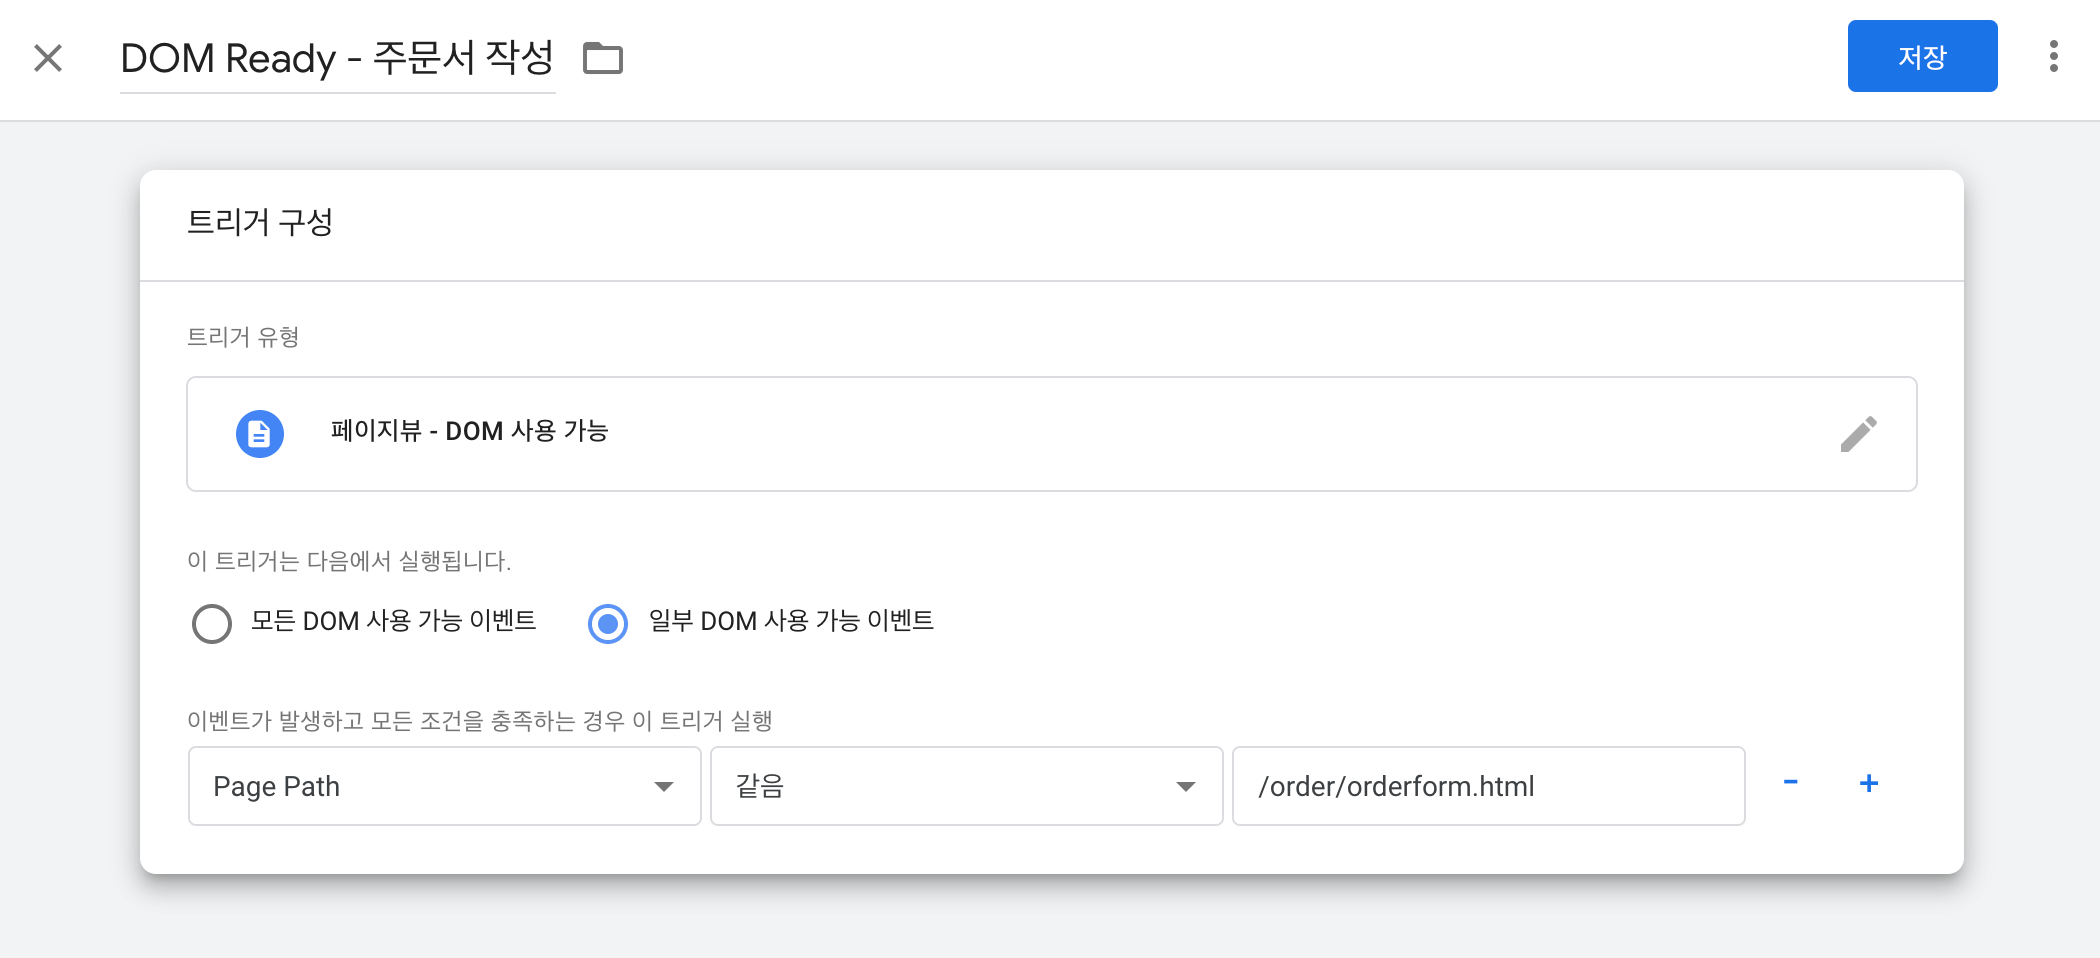 DOM Ready - 주문서 작성
저장
트리거 구성
트리거 유형
페이지뷰 - DOM 사용 가능
이 트리거는 다음에서 실행됩니다.
모든 DOM 사용 가능 이벤트 일부 DOM 사용 가능 이벤트
이벤트가 발생하고 모든 조건을 충족하는 경우 이 트리거 실행
Page Path 같음 /order/orderform.html - +